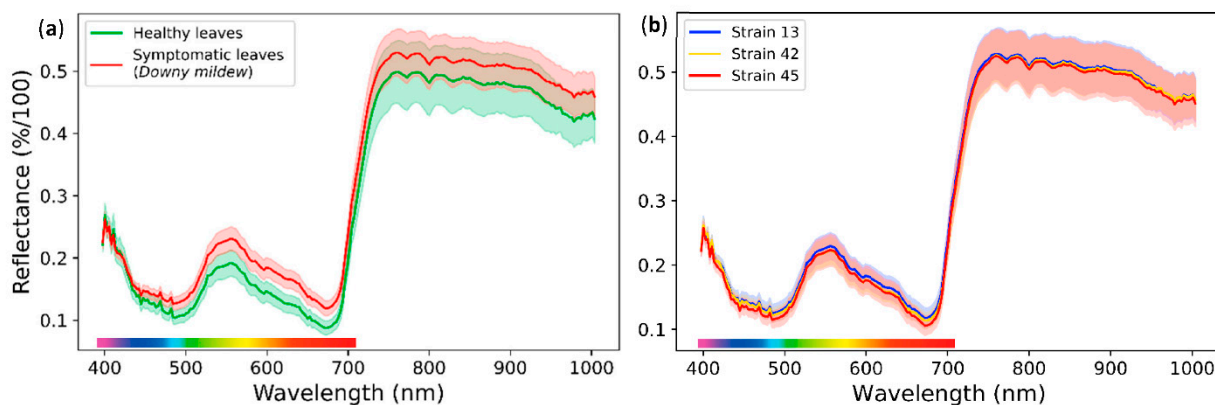 (a)
Healthy leaves
Symptomatic leaves
(Downy mildew)
Reflectance (%/100)
0.5
0.4
0.3
0.2
0.1
400 500 600 700 800 900 1000
Wavelength (nm)
(b)
Strain 13
Strain 42
Strain 45
0.5
0.4
0.3
0.2
0.1
400 500 600 700 800 900 1000
Wavelength (nm)